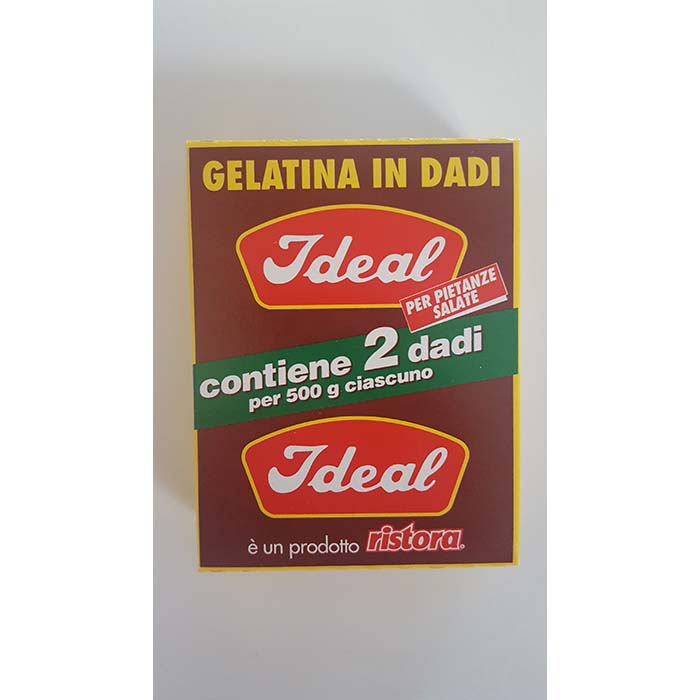 GELATINA IN DADI
Ideal
PER PIETANZE
SALATE
contiene 2 dadi
per 500 g ciascuno
Ideal
è un prodotto ristora®